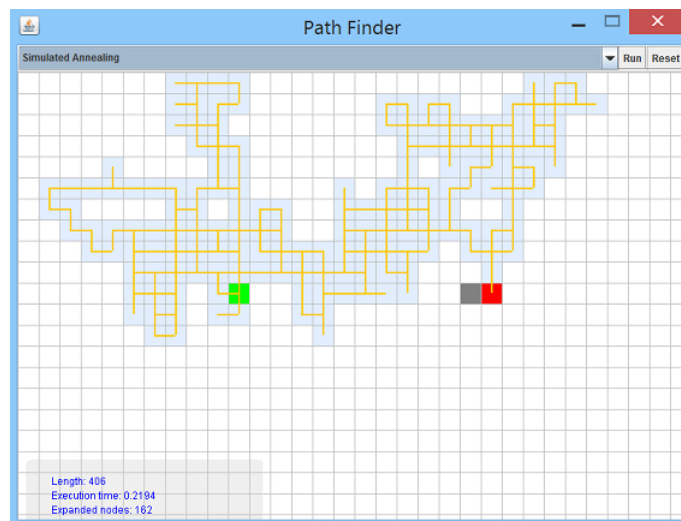 Path Finder
Simulated Annealing
Run
Reset
Length: 406
Execution time: 0.2194
Expanded nodes: 162